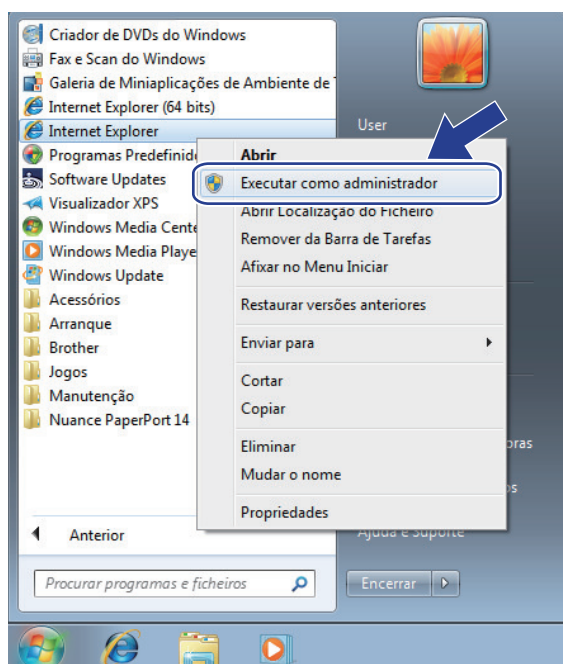 Criador de DVDs do Windows
Fax e Scan do Windows
Galeria de Miniaplicações de Ambiente de
Internet Explorer (64 bits)
Internet Explorer
Programas Predefinid
Software Updates
Visualizador XPS
Windows Media Cente
Windows Media Playe
Windows Update
Acessórios
Arranque
Brother
Jogos
Manutenção
Nuance PaperPort 14
Anterior
Procurar programas e ficheiros
User
Abrir
Executar como administrador
Abrir Localização do Ficheiro
Remover da Barra de Tarefas
Afixar no Menu Iniciar
Restaurar versões anteriores
Enviar para
Cortar
Copiar
Eliminar
Mudar o nome
Propriedades
oras
os
Ajuda e Suporte
Encerrar